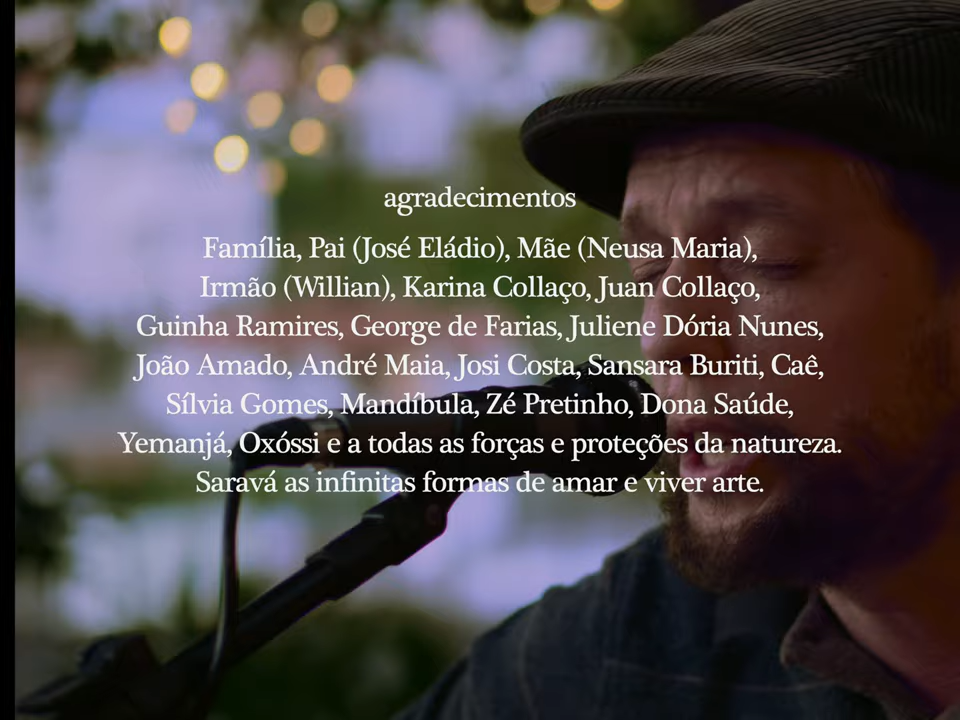 agradecimentos
Família, Pai (José Eládio), Mãe (Neusa Maria),
Irmão (Willian), Karina Collaço, Juan Collaço,
Guinha Ramires, George de Farias, Juliene Dória Nunes,
João Amado, André Maia, Josi Costa, Sansara Buriti, Caê,
Sílvia Gomes, Mandíbula, Zé Pretinho, Dona Saúde,
Yemanjá, Oxóssi e a todas as forças e proteções da natureza.
Saravá as infinitas formas de amar e viver arte.